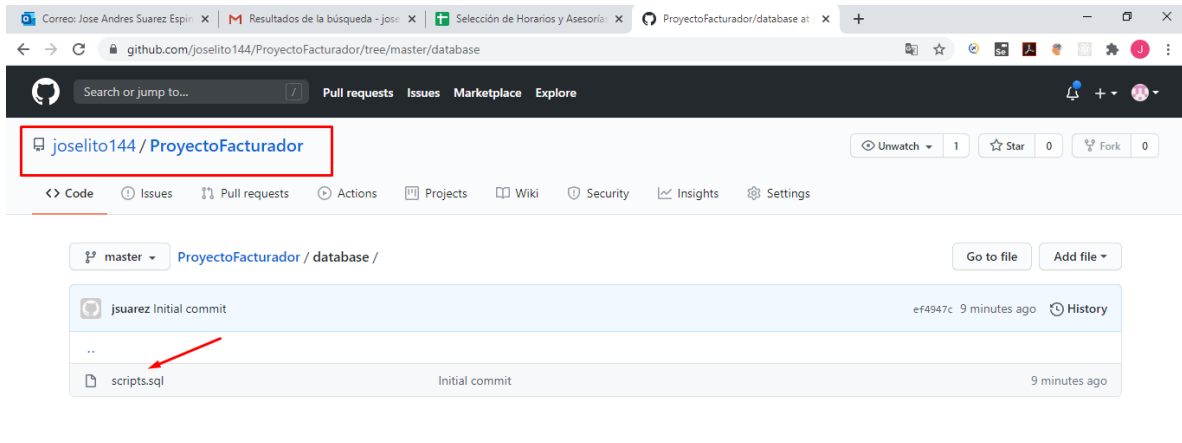 Correo: Jose Andres Suarez Espin
Resultados de la búsqueda - jose
Selección de Horarios y Asesorías
ProyectoFacturador/database at
github.com/joselito144/ProyectoFacturador/tree/master/database
Se
J
Search or jump to...
/
Pull requests Issues Marketplace Explore
joselito144 / ProyectoFacturador
Unwatch 1 Star 0 Fork 0
Code Issues Pull requests Actions Projects Wiki Security Insights Settings
master ProyectoFacturador / database /
Go to file Add file
jsuarez Initial commit
ef4947c 9 minutes ago History
..
scripts.sql Initial commit 9 minutes ago